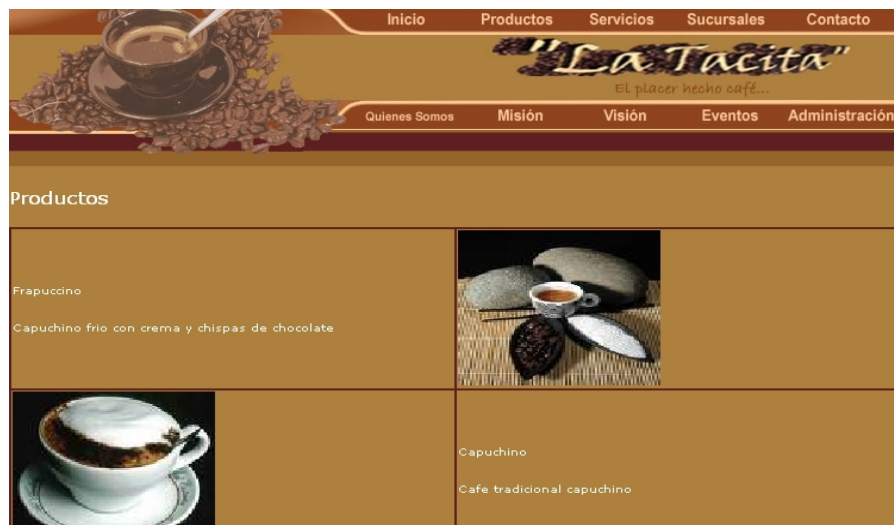 Inicio Productos Servicios Sucursales Contacto
"La Tacita"
El placer hecho café...
Quienes Somos Misión Visión Eventos Administración
Productos
Frapuccino
Capuchino frio con crema y chispas de chocolate
Capuchino
Cafe tradicional capuchino